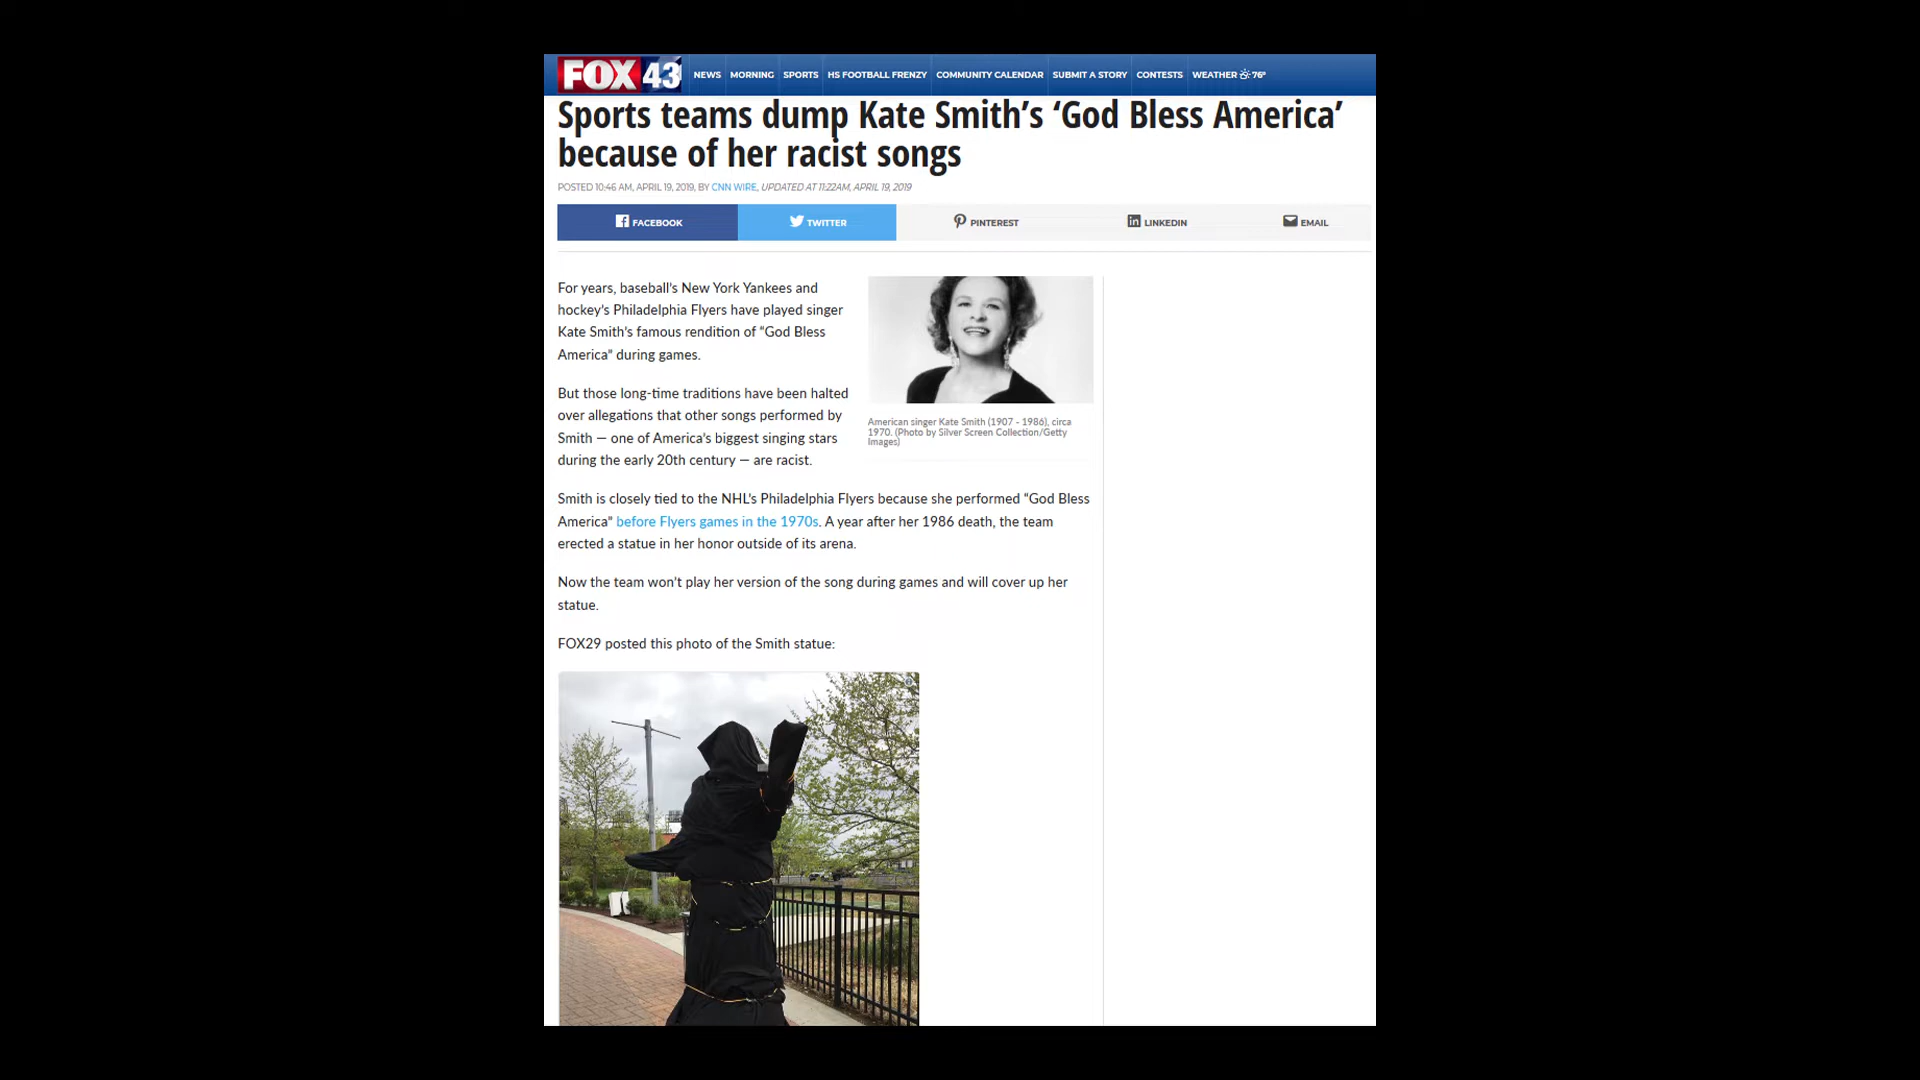 FOX 43 NEWS MORNING SPORTS HS FOOTBALL FRENZY COMMUNITY CALENDAR SUBMIT A STORY CONTESTS WEATHER 76°
Sports teams dump Kate Smith’s ‘God Bless America’
because of her racist songs
POSTED 10:46 AM, APRIL 19, 2019, BY CNN WIRE, UPDATED AT 11:22AM, APRIL 19, 2019
FACEBOOK TWITTER PINTEREST LINKEDIN EMAIL
For years, baseball’s New York Yankees and
hockey’s Philadelphia Flyers have played singer
Kate Smith’s famous rendition of “God Bless
America” during games.
But those long-time traditions have been halted
over allegations that other songs performed by
Smith — one of America’s biggest singing stars
during the early 20th century — are racist.
American singer Kate Smith (1907 - 1986), circa
1970. (Photo by Silver Screen Collection/Getty
Images)
Smith is closely tied to the NHL’s Philadelphia Flyers because she performed “God Bless
America” before Flyers games in the 1970s. A year after her 1986 death, the team
erected a statue in her honor outside of its arena.
Now the team won’t play her version of the song during games and will cover up her
statue.
FOX29 posted this photo of the Smith statue: